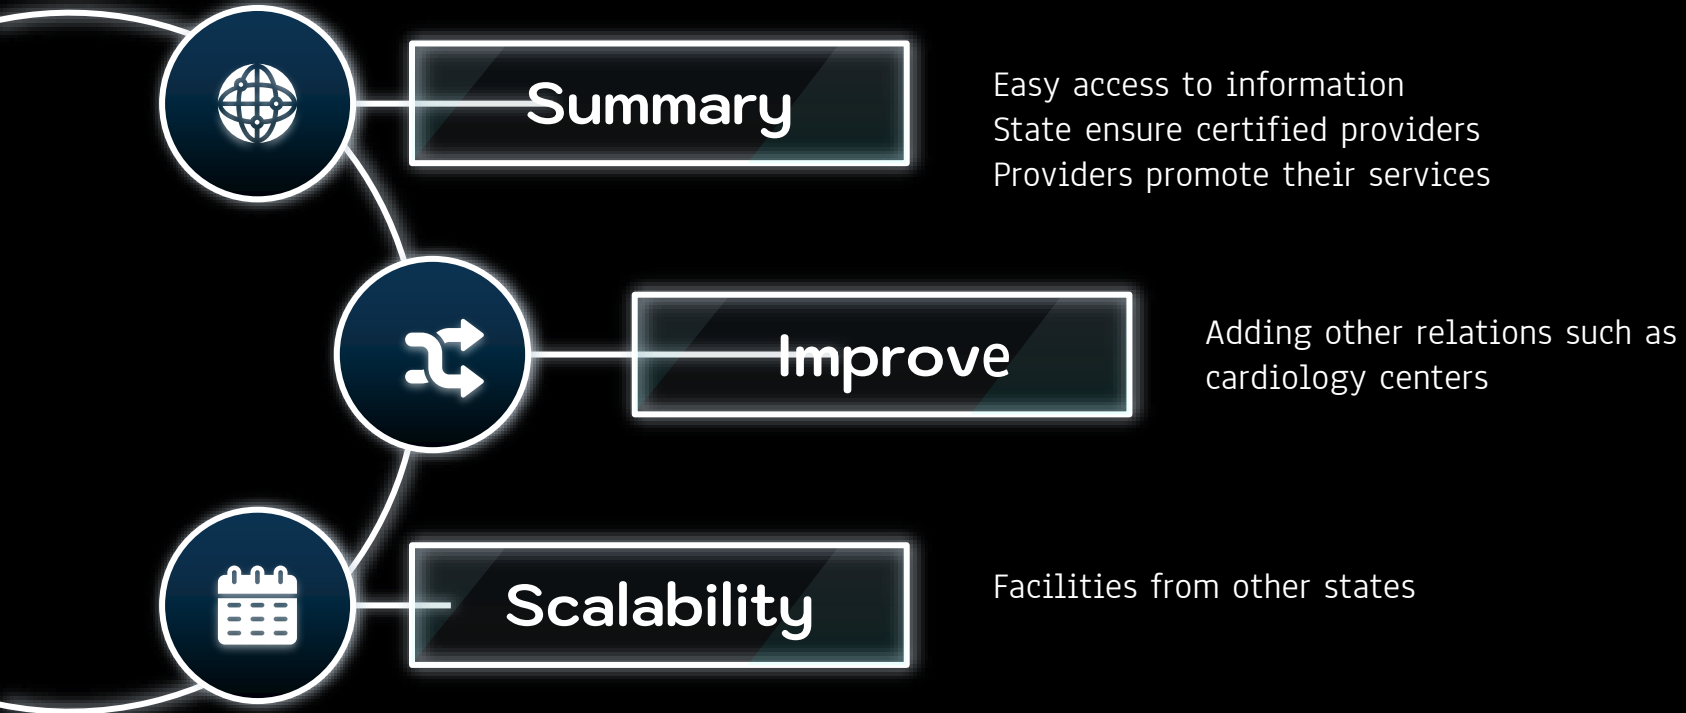 Summary
Easy access to information
State ensure certified providers
Providers promote their services
Improve
Adding other relations such as
cardiology centers
Scalability
Facilities from other states